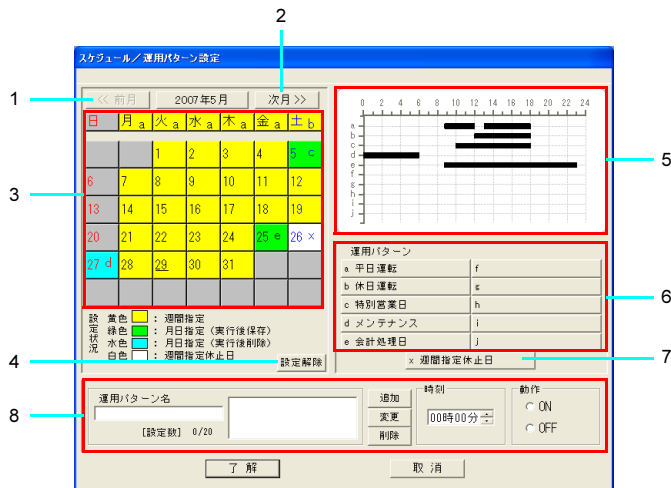 2
スケジュール／運用パターン設定
1
<< 前月
2007年5月
次月 >>
日 月 a 火 a 水 a 木 a 金 a 土 b
1 2 3 4 5 c
6 7 8 9 10 11 12
13 14 15 16 17 18 19
20 21 22 23 24 25 e 26 x
27 d 28 29 30 31
3
設定状況
黄色 ： 週間指定
緑色 ： 月日指定（実行後保存）
水色 ： 月日指定（実行後削除）
白色 ： 週間指定休止日
4
設定解除
0 2 4 6 8 10 12 14 16 18 20 22 24
a
b
c
d
e
f
g
h
i
j
5
運用パターン
a 平日運転 f
b 休日運転 g
c 特別営業日 h
d メンテナンス i
e 会計処理日 j
6
x 週間指定休止日
7
8
運用パターン名
[設定数] 0/20
追加
変更
削除
時刻
00時00分
動作
ON
OFF
了解
取消